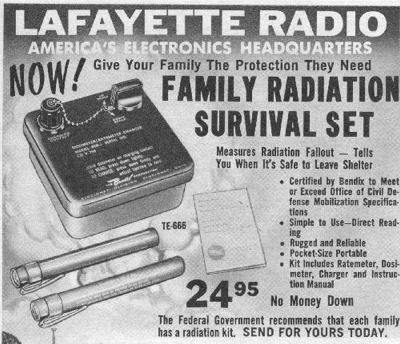 LAFAYETTE RADIO
AMERICA'S ELECTRONICS HEADQUARTERS
NOW! Give Your Family The Protection They Need
FAMILY RADIATION
SURVIVAL SET
Measures Radiation Fallout — Tells
You When It's Safe to Leave Shelter
• Certified by Bendix to Meet
or Exceed Office of Civil De-
fense Mobilization Specifica-
tions
• Simple to Use—Direct Read-
ing
• Rugged and Reliable
• Pocket-Size Portable
• Kit Includes Ratemeter, Dosi-
meter, Charger and Instruc-
tion Manual
DOSIMETER/RATEMETER CHARGER
Bendix
TE-666
24.95
No Money Down
The Federal Government recommends that each family
has a radiation kit. SEND FOR YOURS TODAY.